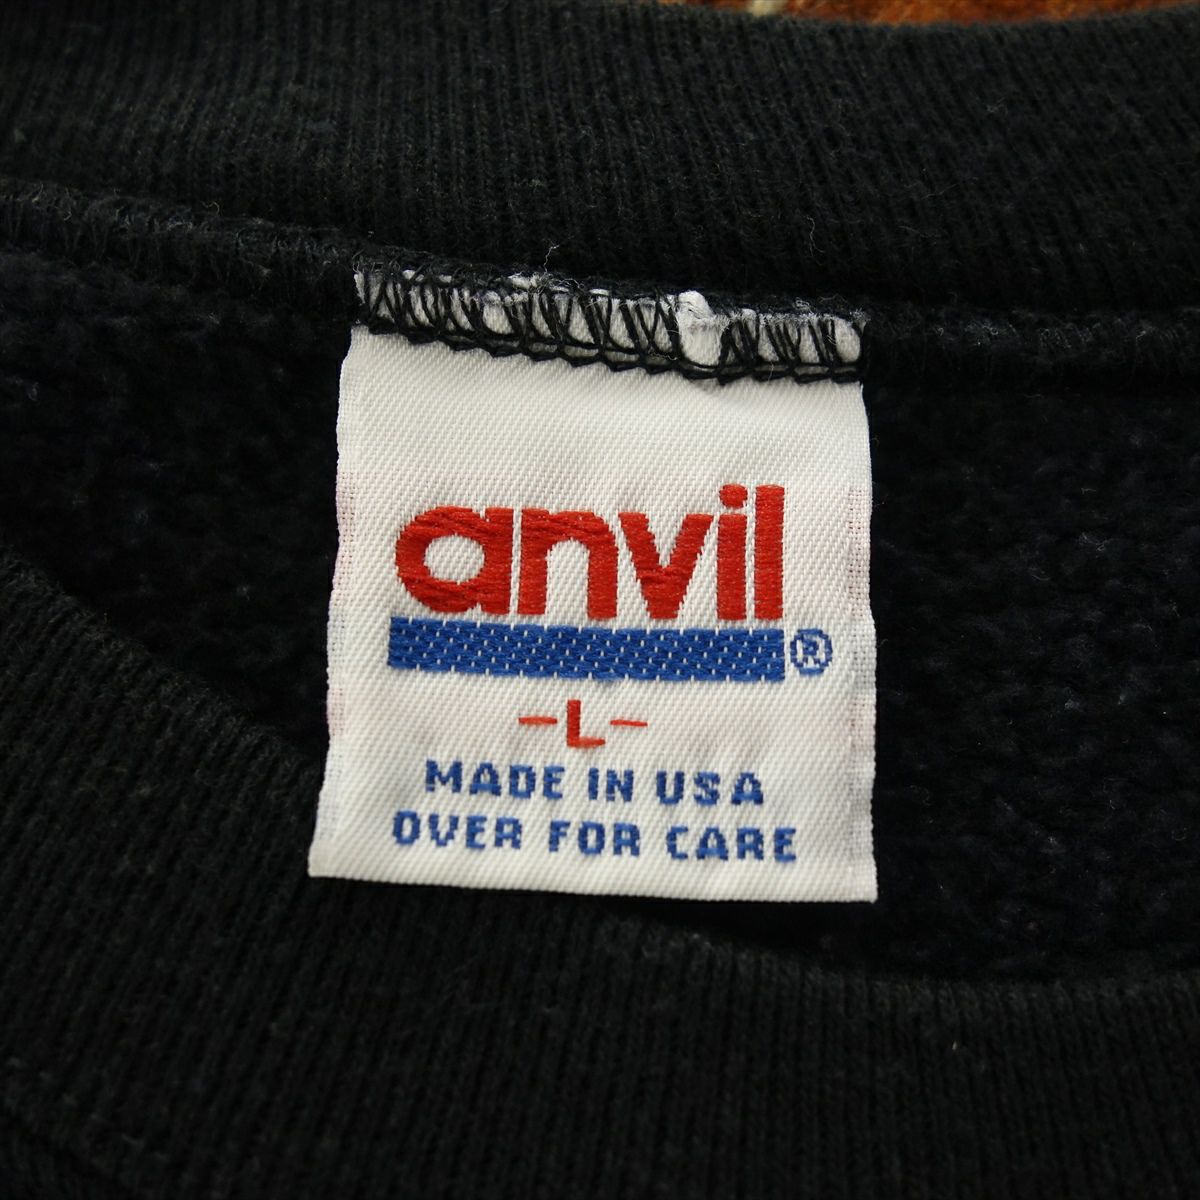 anvil
®
-L-
MADE IN USA
OVER FOR CARE